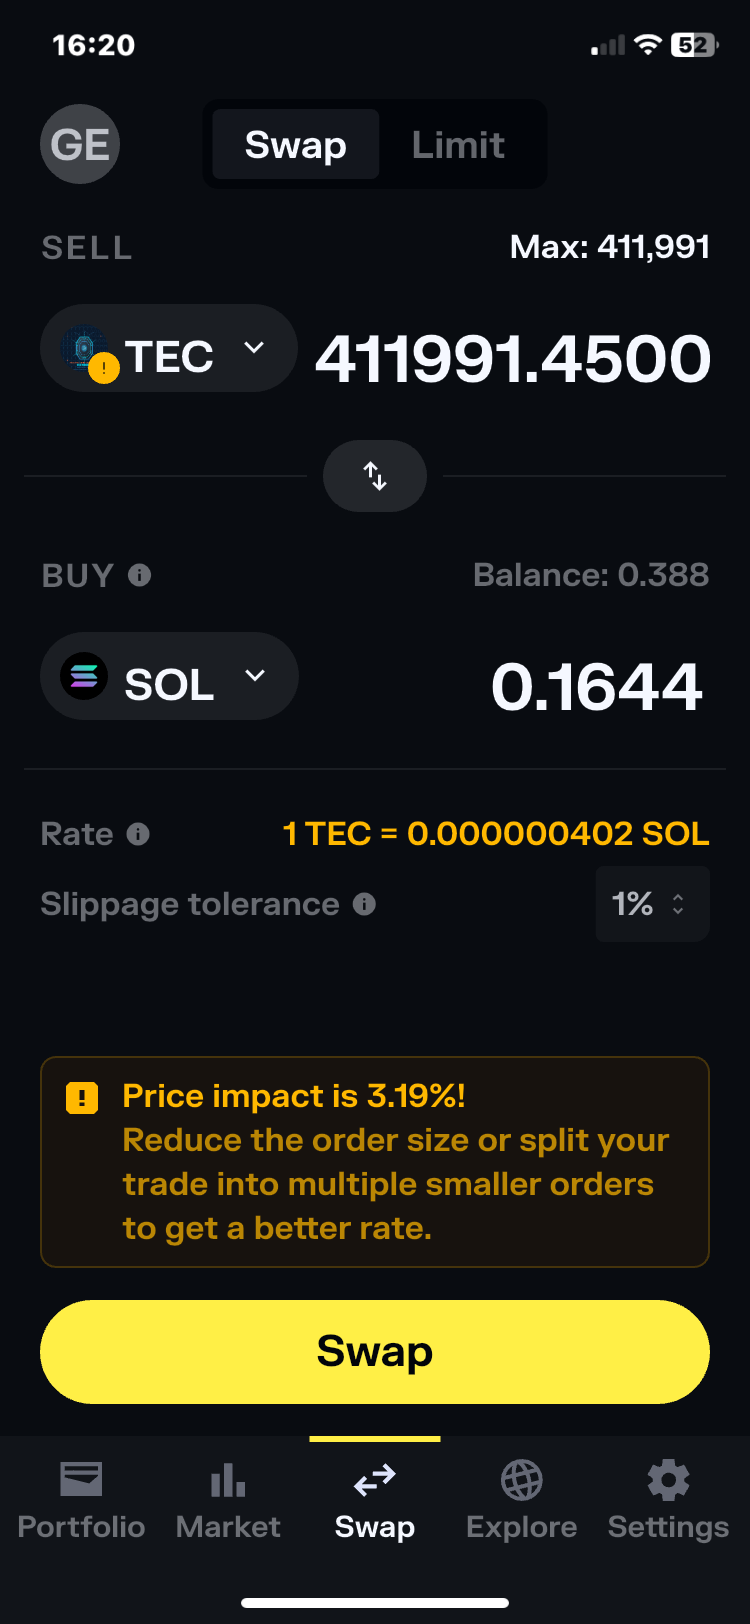 16:20
52
GE
Swap
Limit
SELL
Max: 411,991
TEC
411991.4500
BUY
Balance: 0.388
SOL
0.1644
Rate
1 TEC = 0.000000402 SOL
Slippage tolerance
1%
Price impact is 3.19%!
Reduce the order size or split your
trade into multiple smaller orders
to get a better rate.
Swap
Portfolio
Market
Swap
Explore
Settings